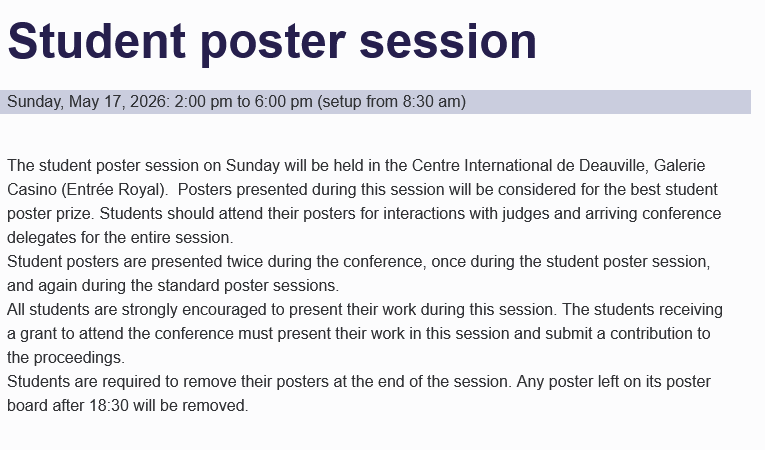 Student poster session
Sunday, May 17, 2026: 2:00 pm to 6:00 pm (setup from 8:30 am)
The student poster session on Sunday will be held in the Centre International de Deauville, Galerie
Casino (Entrée Royal).  Posters presented during this session will be considered for the best student
poster prize. Students should attend their posters for interactions with judges and arriving conference
delegates for the entire session.
Student posters are presented twice during the conference, once during the student poster session,
and again during the standard poster sessions.
All students are strongly encouraged to present their work during this session. The students receiving
a grant to attend the conference must present their work in this session and submit a contribution to
the proceedings.
Students are required to remove their posters at the end of the session. Any poster left on its poster
board after 18:30 will be removed.